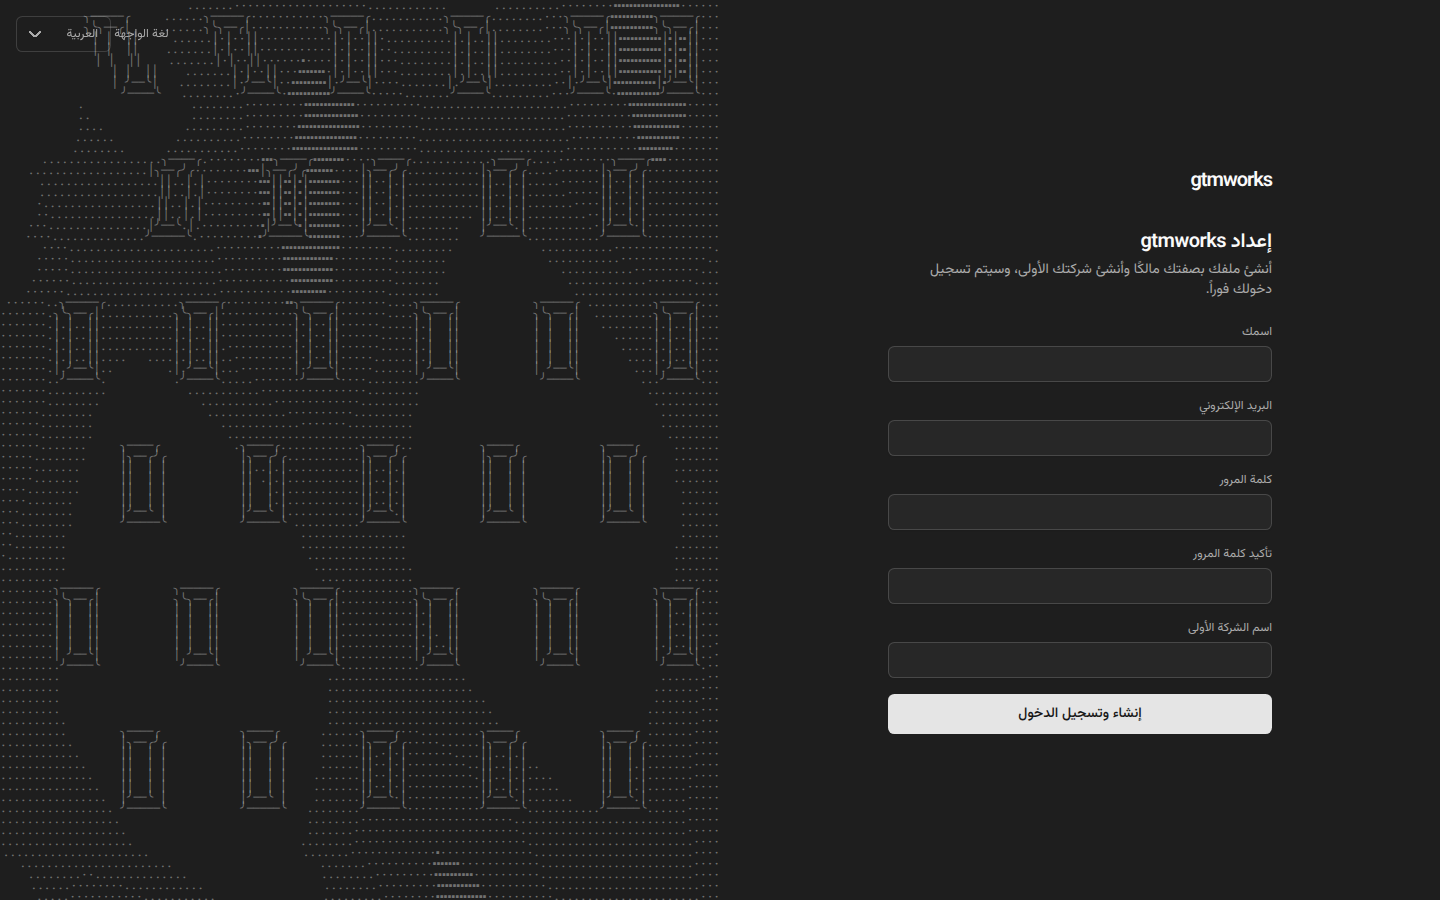 لغة الواجهة
العربية
gtmworks
إعداد gtmworks
أنشئ ملفك بصفتك مالكًا وأنشئ شركتك الأولى، وسيتم تسجيل
دخولك فوراً.
اسمك
البريد الإلكتروني
كلمة المرور
تأكيد كلمة المرور
اسم الشركة الأولى
إنشاء وتسجيل الدخول